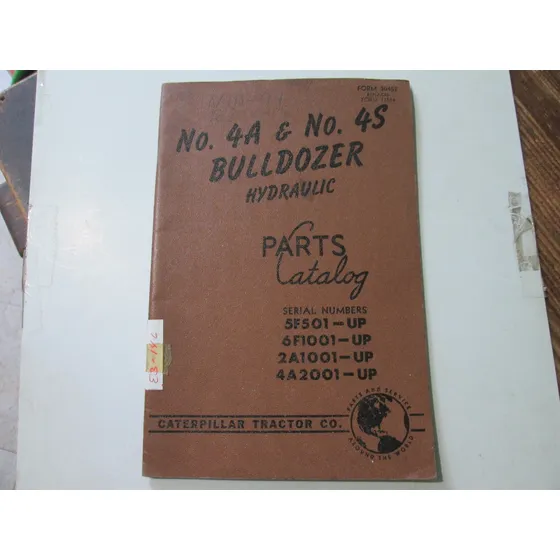 No. 4A & No. 4S
BULLDOZER
HYDRAULIC
PARTS
Catalog
SERIAL NUMBERS
5F501-UP
6F1001-UP
2A1001-UP
4A2001-UP
CATERPILLAR TRACTOR CO.
PARTS AND SERVICE
AROUND THE WORLD